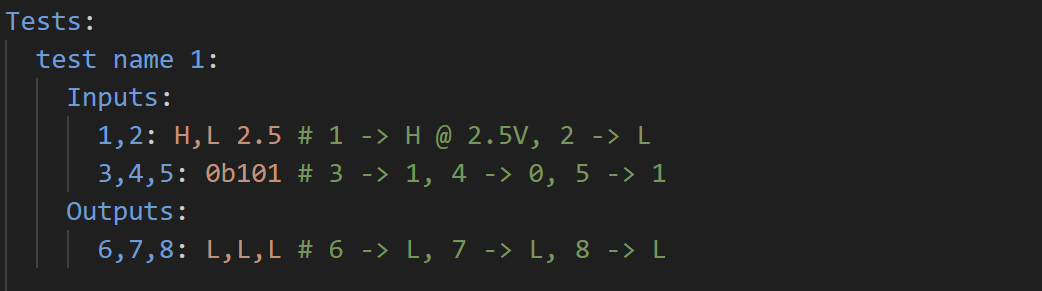 Tests:
test name 1:
Inputs:
1,2: H,L 2.5 # 1 -> H @ 2.5V, 2 -> L
3,4,5: 0b101 # 3 -> 1, 4 -> 0, 5 -> 1
Outputs:
6,7,8: L,L,L # 6 -> L, 7 -> L, 8 -> L